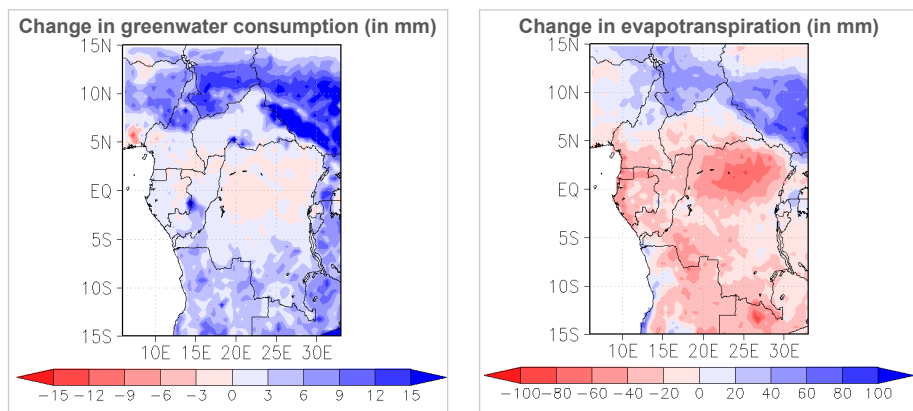 Change in greenwater consumption (in mm)
15N
10N
5N
EQ
5S
10S
15S
10E 15E 20E 25E 30E
−15 −12 −9 −6 −3 0 3 6 9 12 15
Change in evapotranspiration (in mm)
15N
10N
5N
EQ
5S
10S
15S
10E 15E 20E 25E 30E
−100 −80 −60 −40 −20 0 20 40 60 80 100